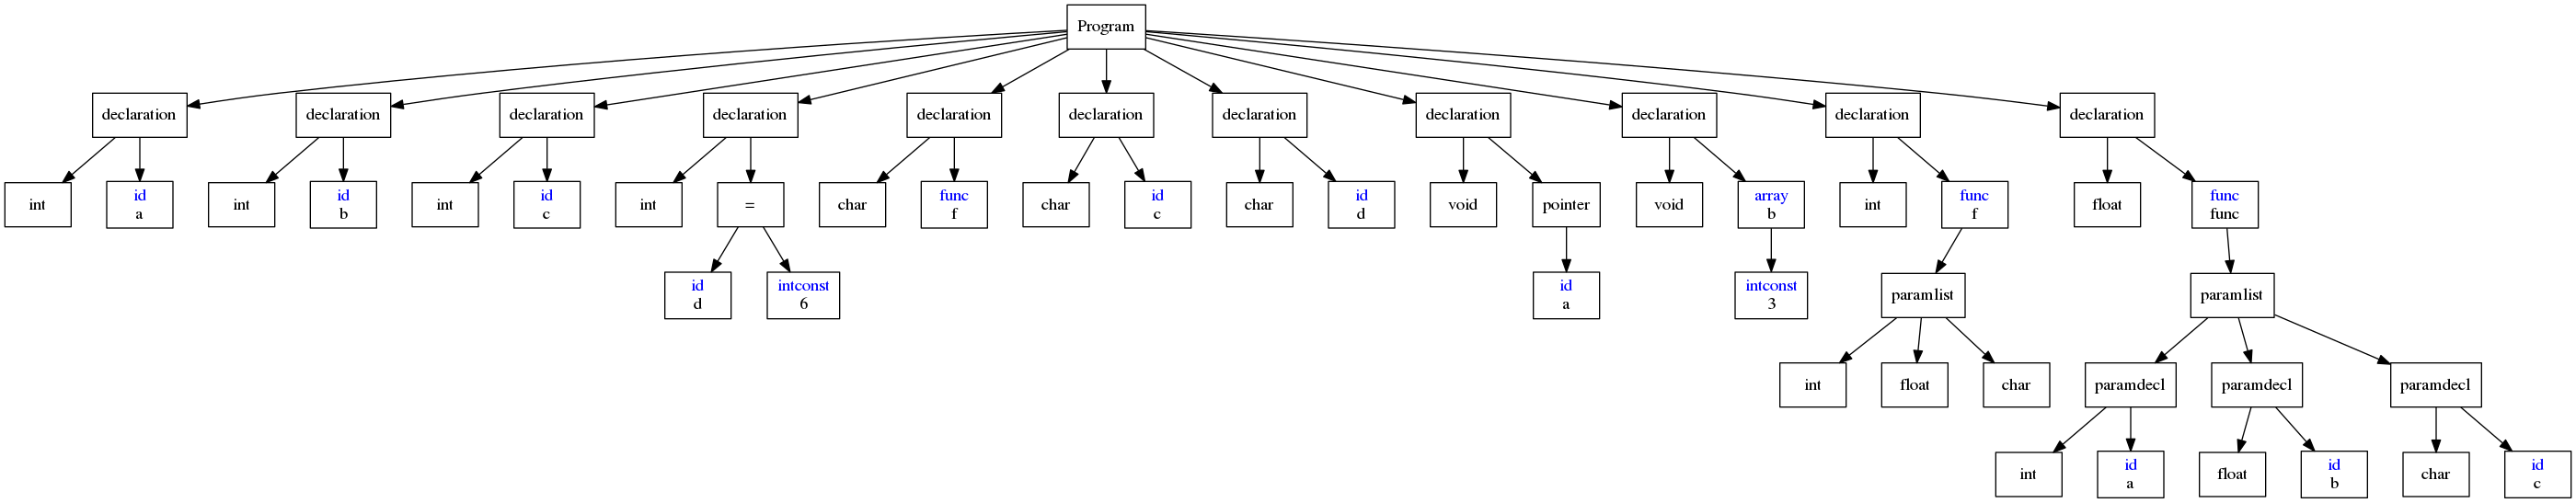 Program
declaration
declaration
declaration
declaration
declaration
declaration
declaration
declaration
declaration
declaration
declaration
int
id
a
int
id
b
int
id
c
int
=
char
func
f
char
id
c
char
id
d
void
pointer
void
array
b
int
func
f
float
func
func
id
d
intconst
6
id
a
intconst
3
paramlist
paramlist
int
float
char
paramdecl
paramdecl
paramdecl
int
id
a
float
id
b
char
id
c